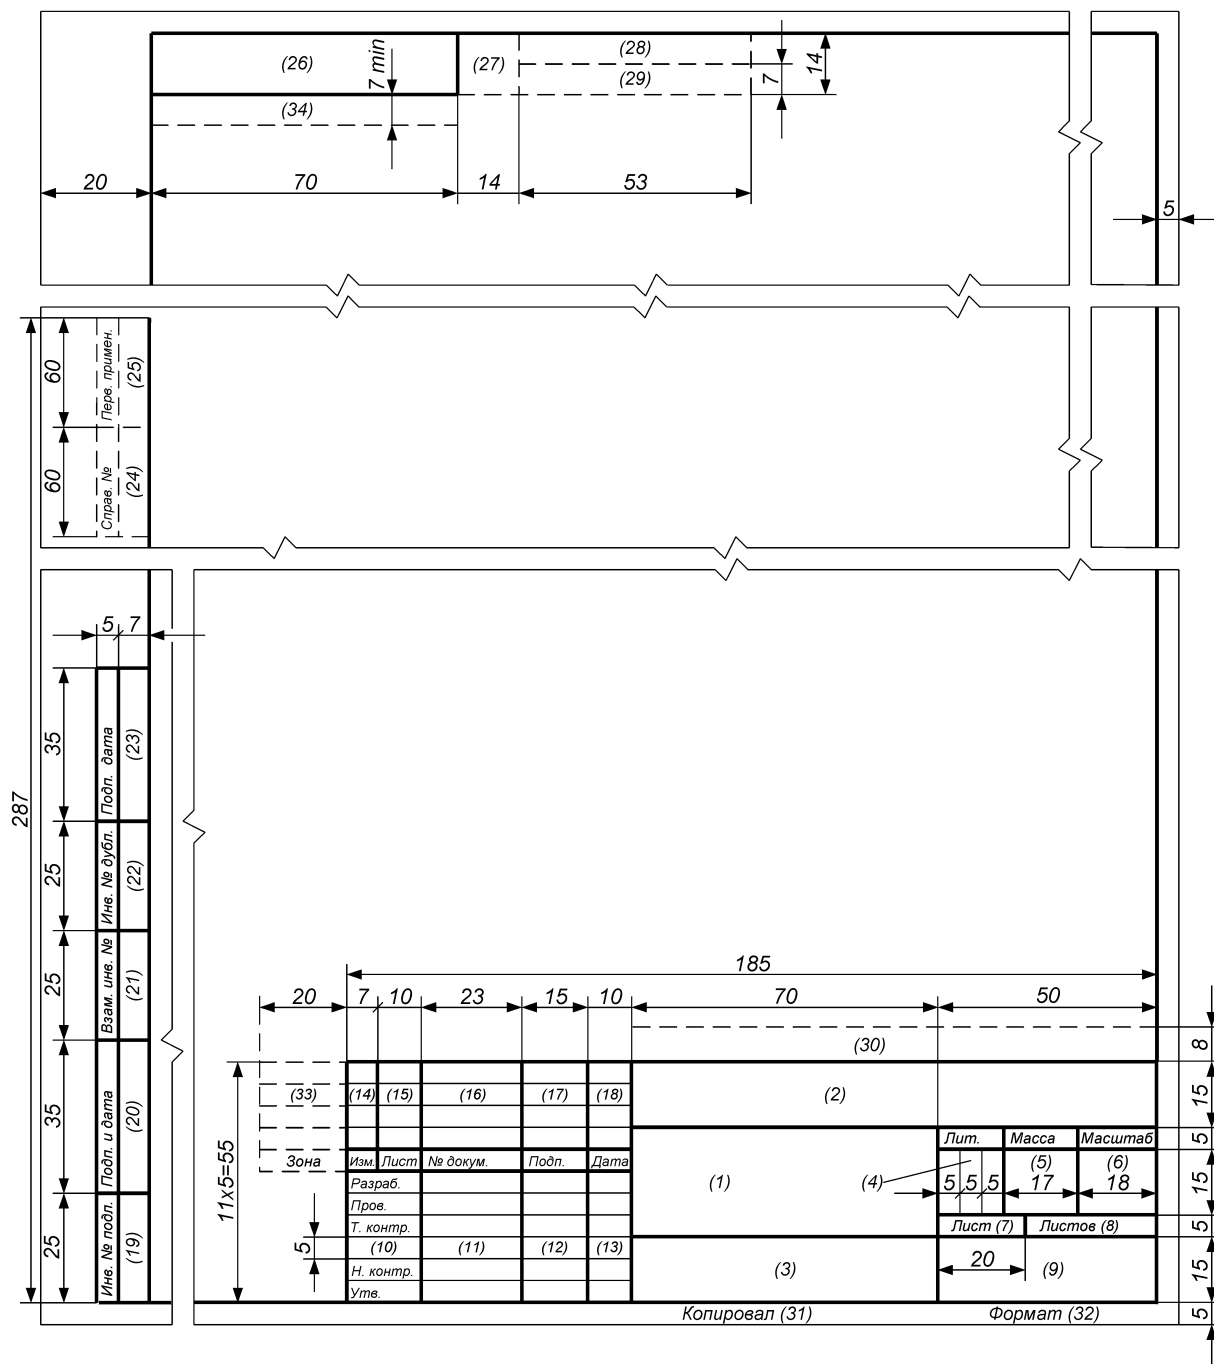 (26)
7 min
(27)
(28)
(29)
7
14
(34)
20
70
14
53
5
287
60
Перв. примен.
(25)
60
Справ. №
(24)
5
7
35
Подп. дата
(23)
25
Инв. № дубл.
(22)
25
Взам. инв. №
(21)
35
Подп. и дата
(20)
25
Инв. № подп.
(19)
185
20
7
10
23
15
10
70
50
(30)
8
(33)
(14)
(15)
(16)
(17)
(18)
(2)
15
11x5=55
Зона
Изм.
Лист
№ докум.
Подп.
Дата
Лит.
Масса
Масштаб
5
Разраб.
Пров.
Т. контр.
(1)
(4)
(5)
(6)
5
5
5
17
18
15
Лист (7)
Листов (8)
5
5
(10)
(11)
(12)
(13)
Н. контр.
Утв.
(3)
20
(9)
15
Копировал (31)
Формат (32)
5